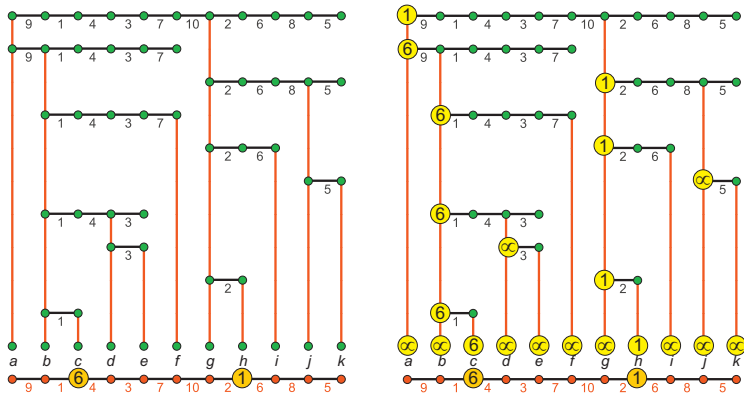 9 1 4 3 7 10 2 6 8 5
9 1 4 3 7
2 6 8 5
1 4 3 7
2 6
5
1 4 3
3
2
1
a b c d e f g h i j k
9 1 6 4 3 7 10 2 1 6 8 5
1 9 1 4 3 7 10 2 6 8 5
6 9 1 4 3 7
1 2 6 8 5
6 1 4 3 7
1 2 6
∝ 5
6 1 4 3
∝ 3
1 2
6 1
∝ ∝ 6 ∝ ∝ ∝ ∝ 1 ∝ ∝ ∝
a b c d e f g h i j k
9 1 6 4 3 7 10 2 1 6 8 5